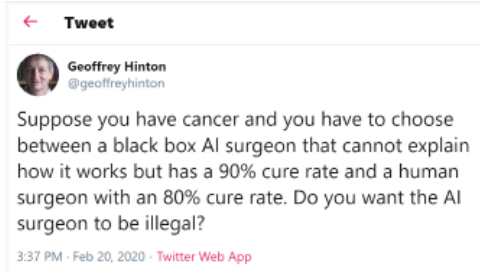 Tweet
Geoffrey Hinton
@geoffreyhinton
Suppose you have cancer and you have to choose
between a black box AI surgeon that cannot explain
how it works but has a 90% cure rate and a human
surgeon with an 80% cure rate. Do you want the AI
surgeon to be illegal?
3:37 PM · Feb 20, 2020 · Twitter Web App